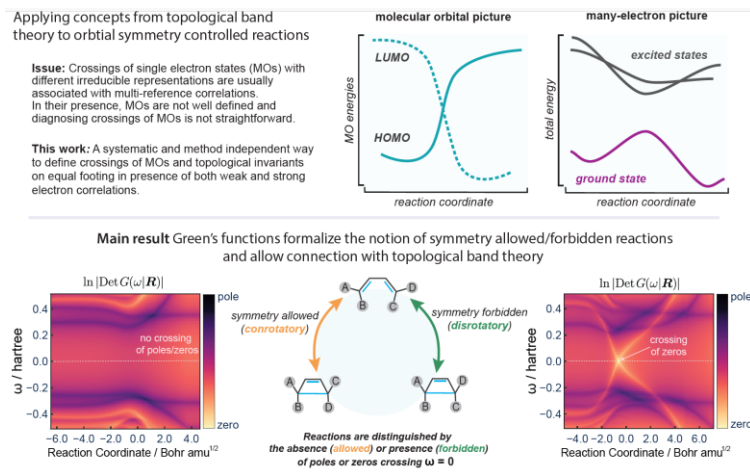 Applying concepts from topological band
theory to orbtial symmetry controlled reactions
Issue: Crossings of single electron states (MOs) with
different irreducible representations are usually
associated with multi-reference correlations.
In their presence, MOs are not well defined and
diagnosing crossings of MOs is not straightforward.
This work: A systematic and method independent way
to define crossings of MOs and topological invariants
on equal footing in presence of both weak and strong
electron correlations.
molecular orbital picture
MO energies
LUMO
HOMO
reaction coordinate
many-electron picture
total energy
excited states
ground state
reaction coordinate
Main result Green's functions formalize the notion of symmetry allowed/forbidden reactions
and allow connection with topological band theory
ln |Det G(ω|R)|
ω / hartree
0.4
0.2
0.0
−0.2
−0.4
no crossing
of poles/zeros
pole
zero
-6.0 -4.0 -2.0 0.0 2.0 4.0
Reaction Coordinate / Bohr amu1/2
A
B
C
D
symmetry allowed
(conrotatory)
symmetry forbidden
(disrotatory)
A C
B D
A D
B C
Reactions are distinguished by
the absence (allowed) or presence (forbidden)
of poles or zeros crossing ω = 0
ln |Det G(ω|R)|
ω / hartree
0.4
0.2
0.0
−0.2
−0.4
crossing
of zeros
pole
zero
-4.0 -2.0 0.0 2.0 4.0 6.0
Reaction Coordinate / Bohr amu1/2